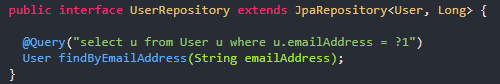 public interface UserRepository extends JpaRepository<User, Long> {
@Query("select u from User u where u.emailAddress = ?1")
User findByEmailAddress(String emailAddress);
}